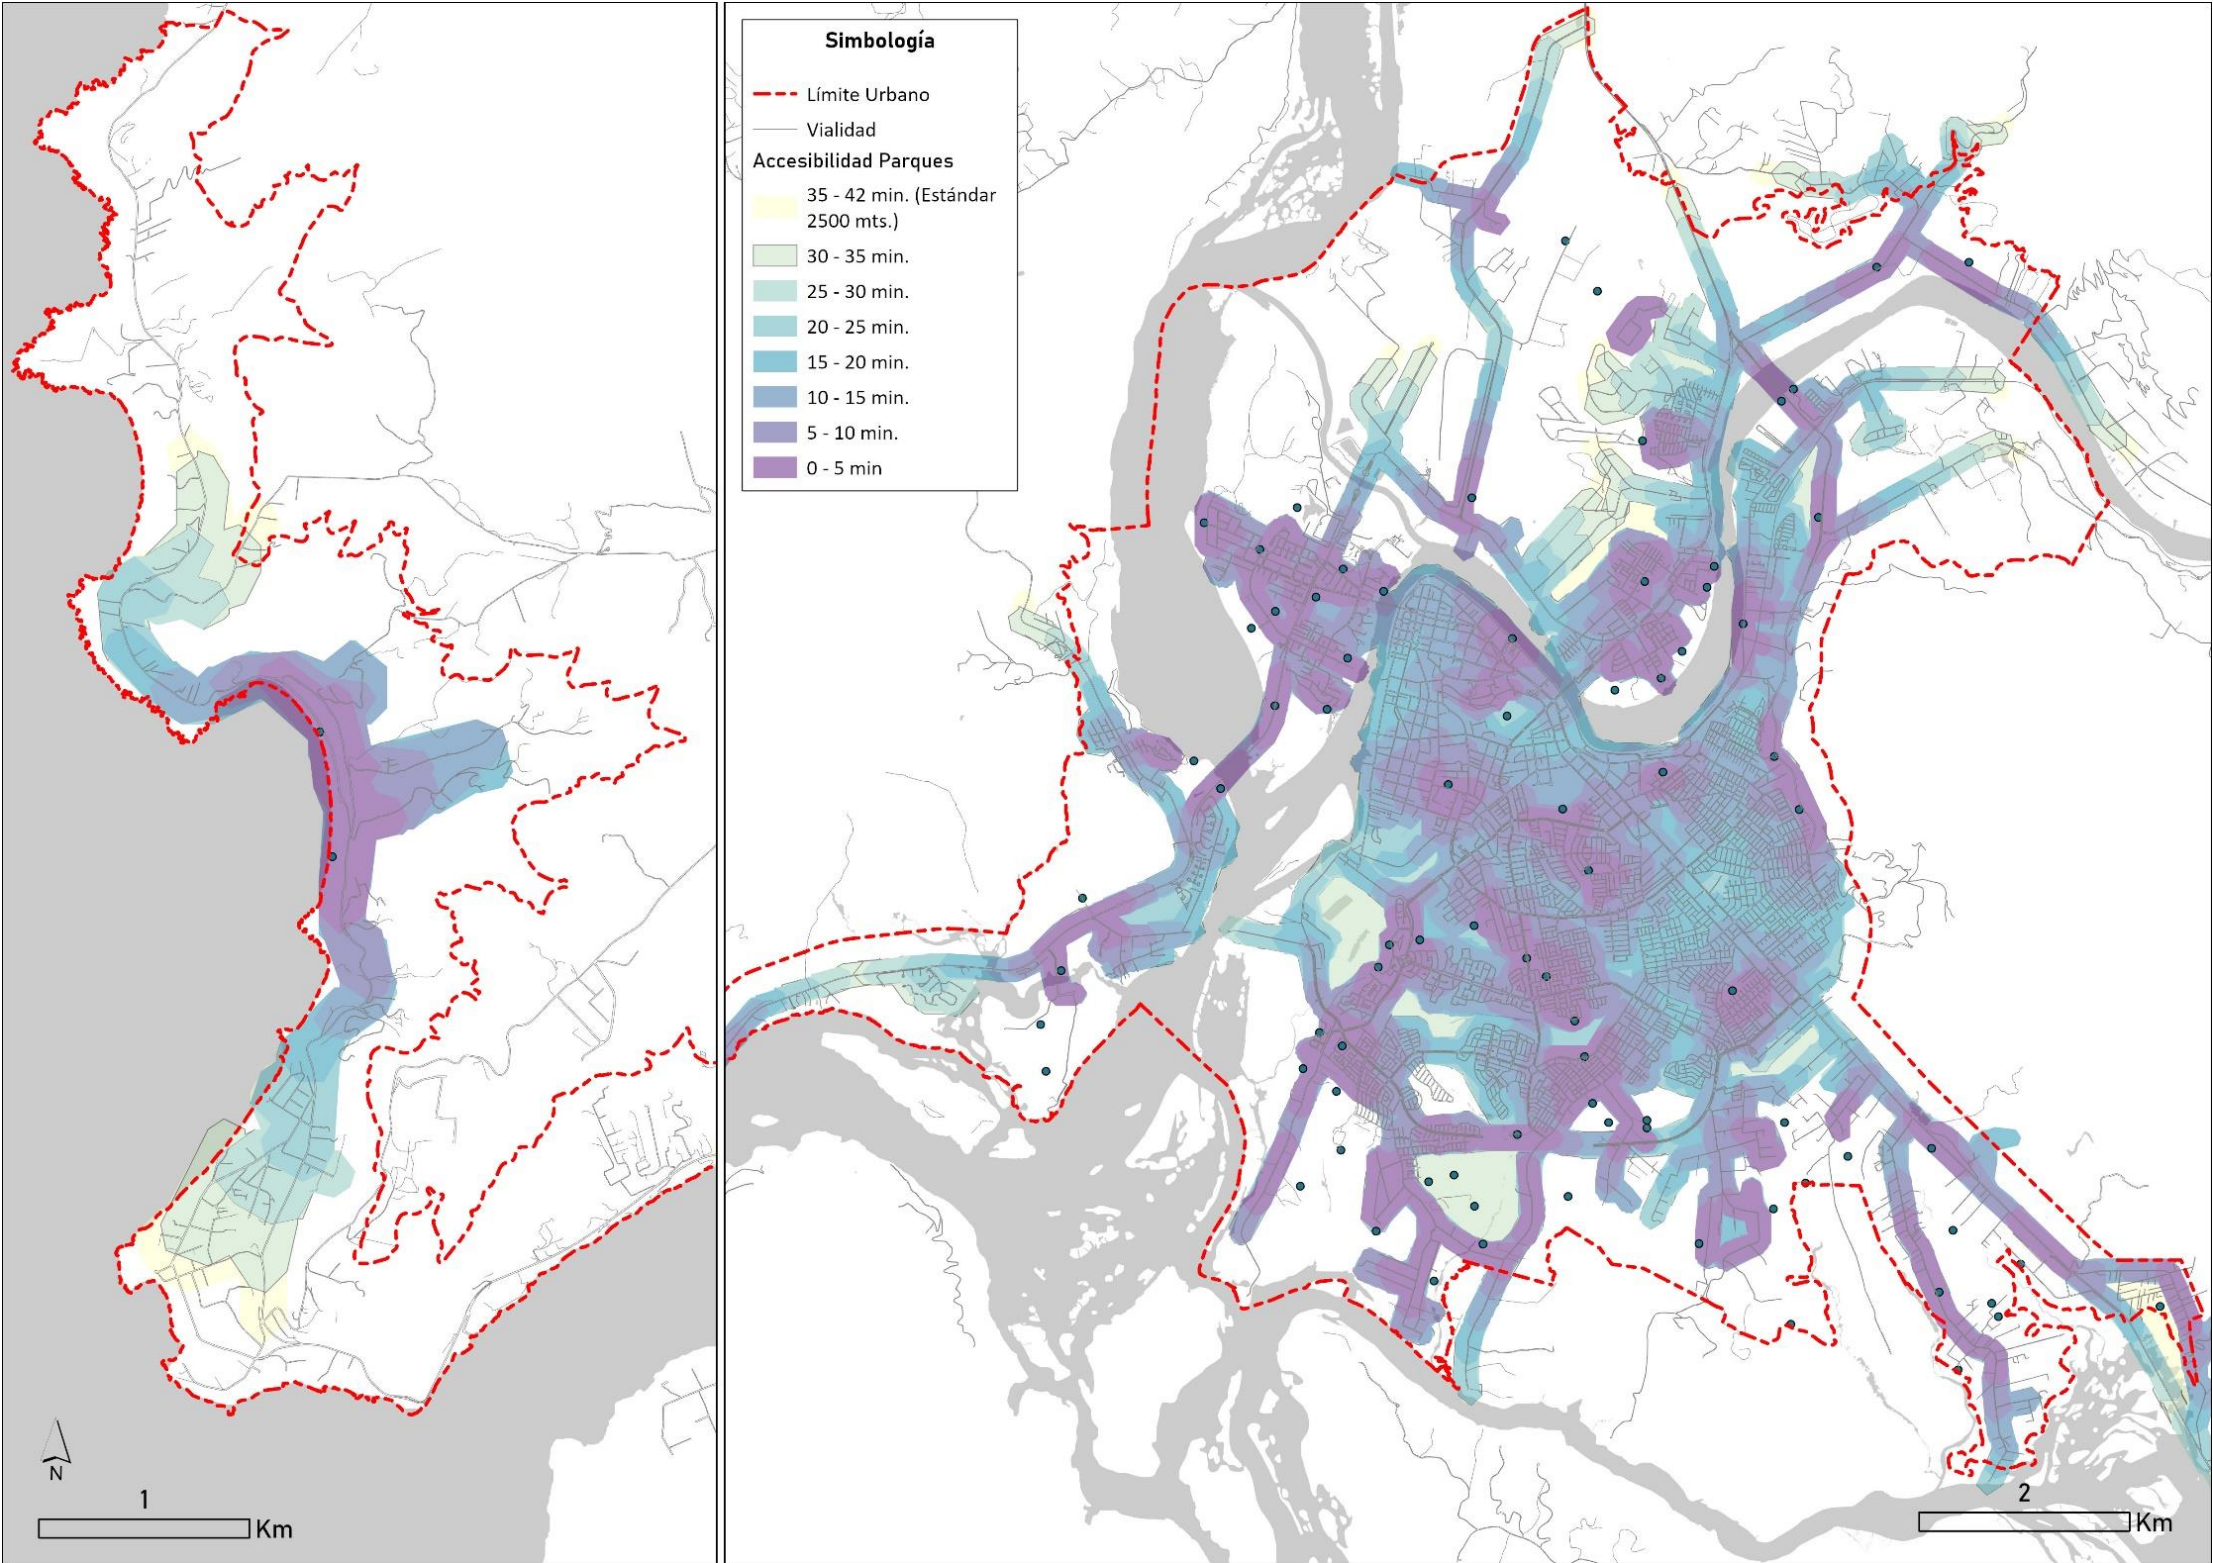 Simbología
Límite Urbano
Vialidad
Accesibilidad Parques
35 - 42 min. (Estándar
2500 mts.)
30 - 35 min.
25 - 30 min.
20 - 25 min.
15 - 20 min.
10 - 15 min.
5 - 10 min.
0 - 5 min
N
1
Km
2
Km